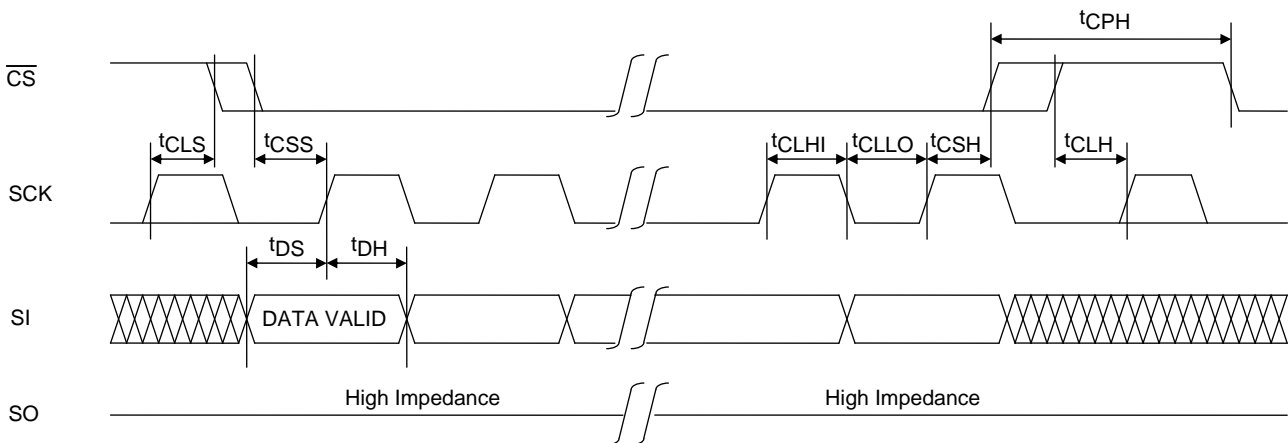 tCPH
CS
tCLS
tCSS
tCLHI
tCLLO
tCSH
tCLH
SCK
tDS
tDH
SI
DATA VALID
High Impedance
High Impedance
SO